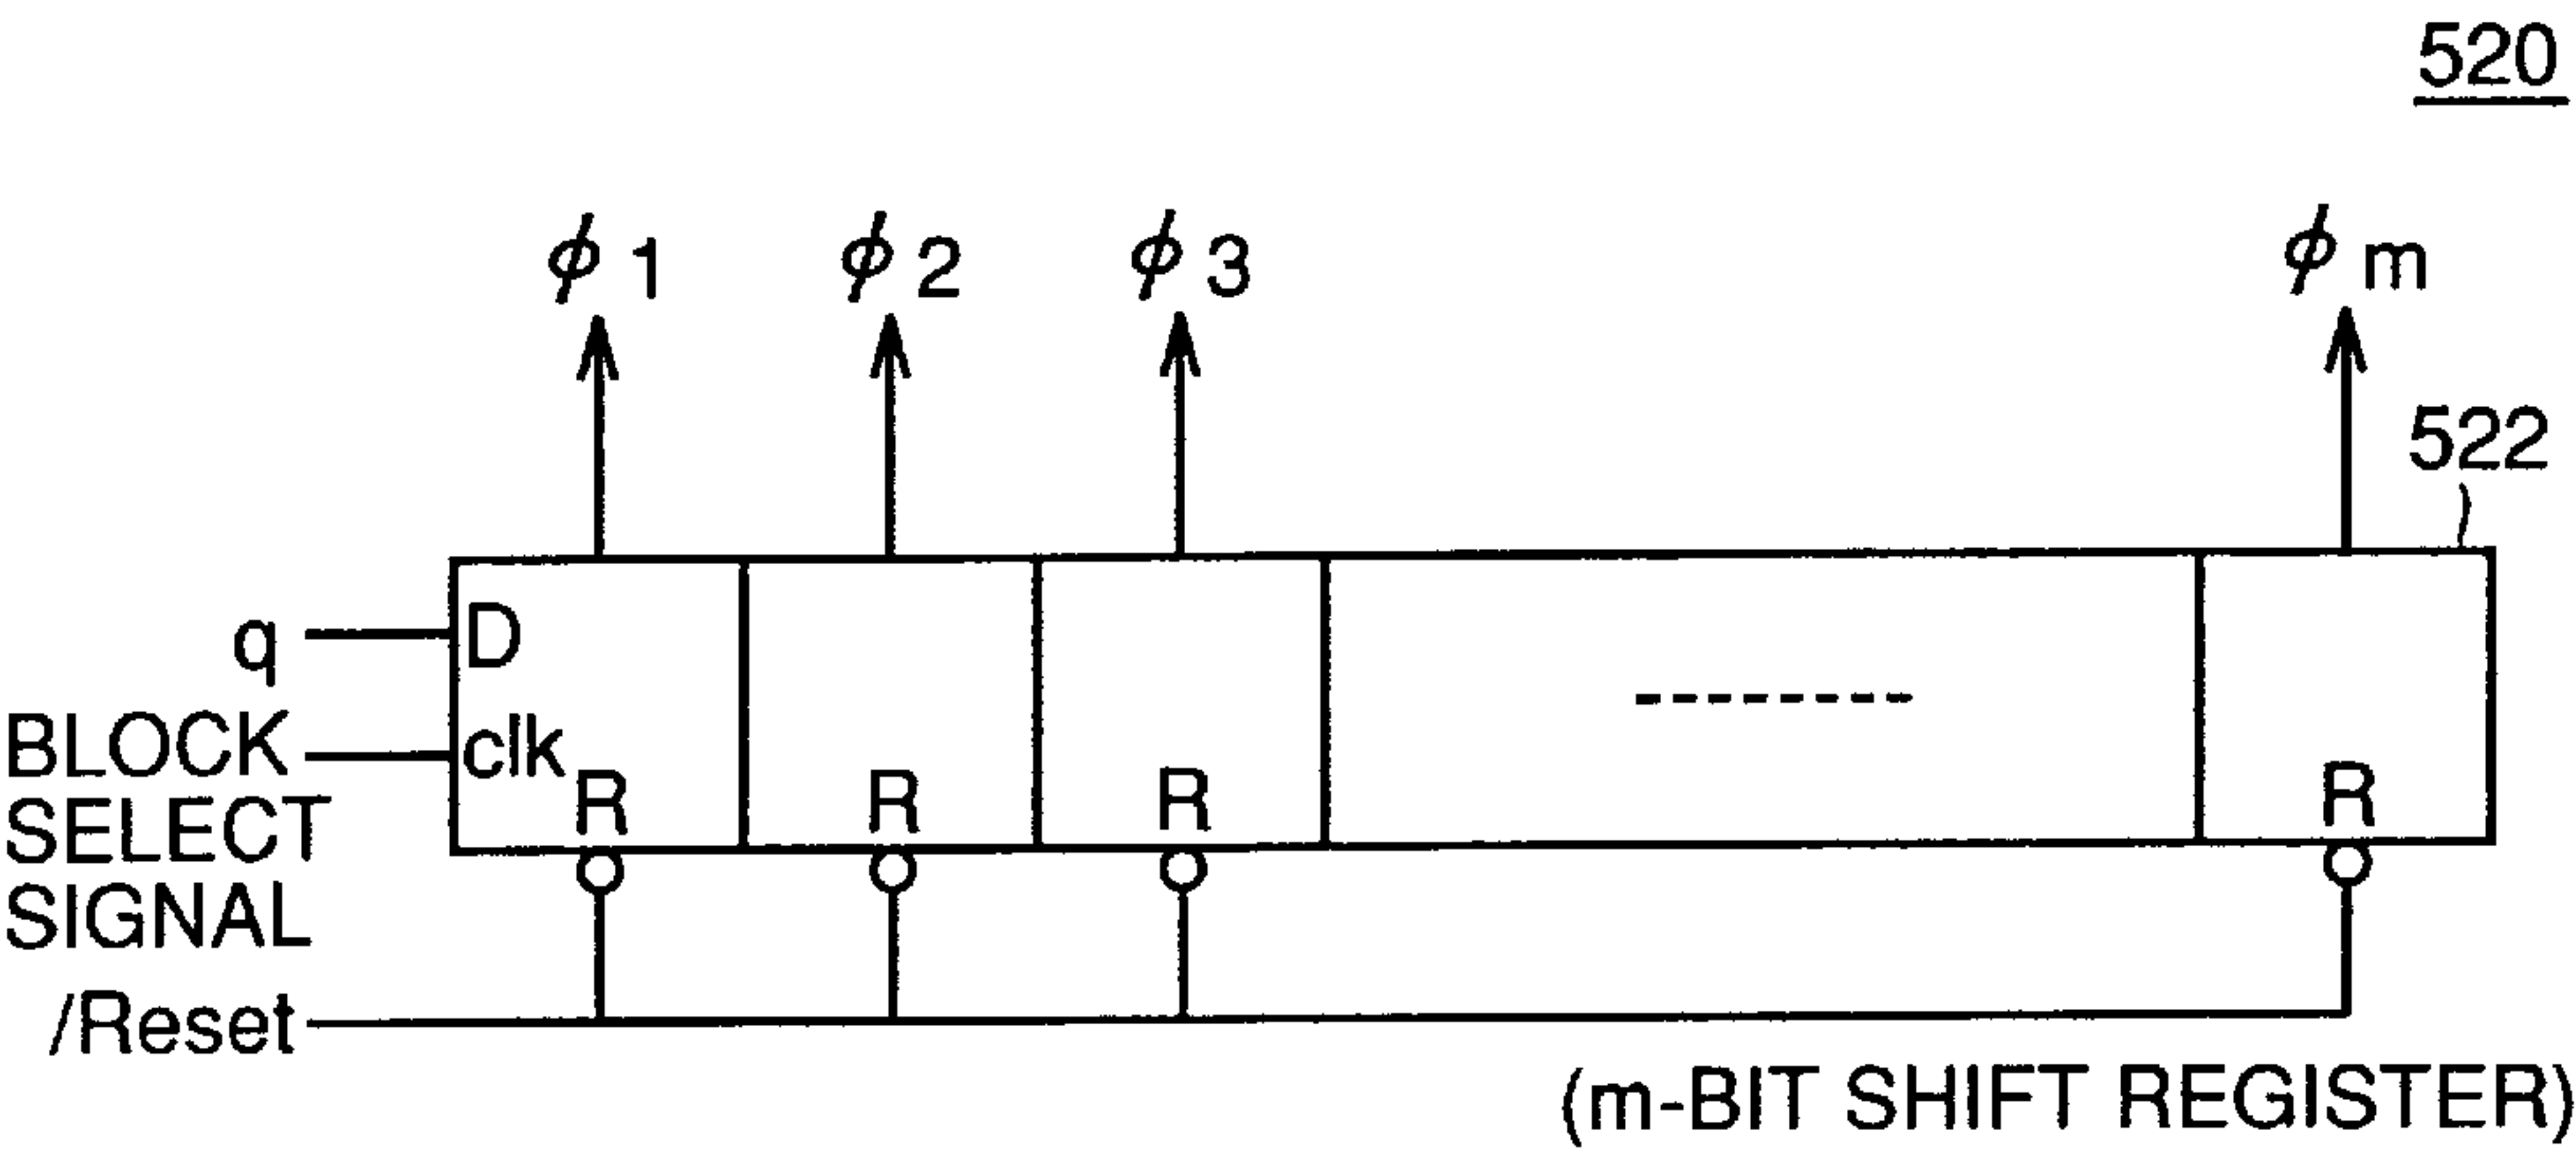 520
ϕ1 ϕ2 ϕ3 ϕm
522
q D
BLOCK clk
SELECT
SIGNAL
R R R R
/Reset
(m-BIT SHIFT REGISTER)